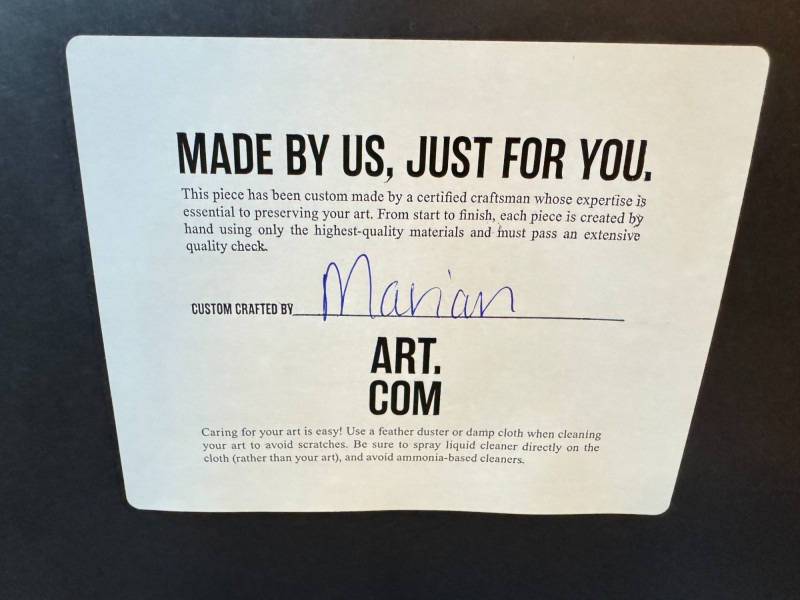 MADE BY US, JUST FOR YOU.
This piece has been custom made by a certified craftsman whose expertise is
essential to preserving your art. From start to finish, each piece is created by
hand using only the highest-quality materials and must pass an extensive
quality check.
CUSTOM CRAFTED BY Marian
ART.
COM
Caring for your art is easy! Use a feather duster or damp cloth when cleaning
your art to avoid scratches. Be sure to spray liquid cleaner directly on the
cloth (rather than your art), and avoid ammonia-based cleaners.